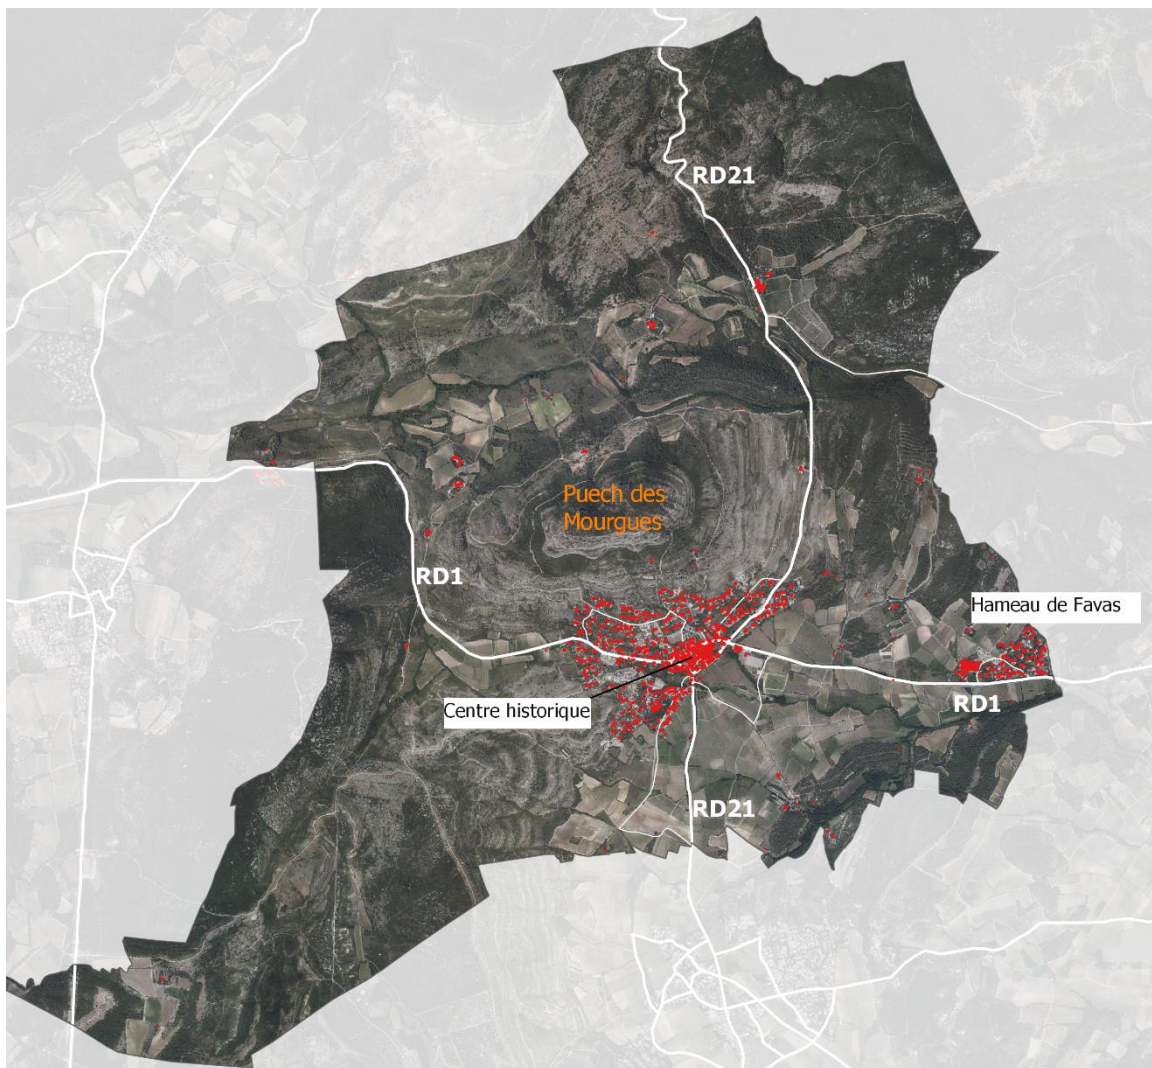 RD21
Puech des
Mourgues
RD1
Hameau de Favas
Centre historique
RD1
RD21